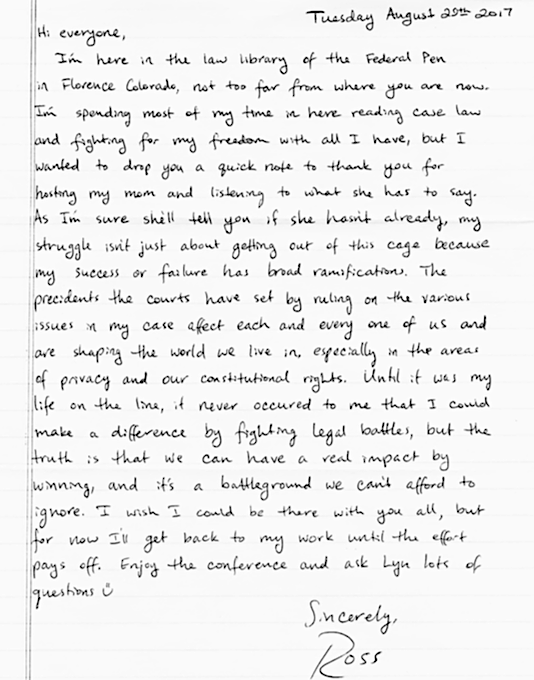 Tuesday August 29th 2017
Hi everyone,
I'm here in the law library of the Federal Pen
in Florence Colorado, not too far from where you are now.
I'm spending most of my time in here reading case law
and fighting for my freedom with all I have, but I
wanted to drop you a quick note to thank you for
hosting my mom and listening to what she has to say.
As I'm sure she'll tell you if she hasn't already, my
struggle isn't just about getting out of this cage because
my success or failure has broad ramifications. The
precidents the courts have set by ruling on the various
issues in my case affect each and every one of us and
are shaping the world we live in, especially in the areas
of privacy and our constitutional rights. Until it was my
life on the line, it never occured to me that I could
make a difference by fighting legal battles, but the
truth is that we can have a real impact by
winning, and it's a battleground we can't afford to
ignore. I wish I could be there with you all, but
for now I'll get back to my work until the effort
pays off. Enjoy the conference and ask Lyn lots of
questions ☺
Sincerely,
Ross